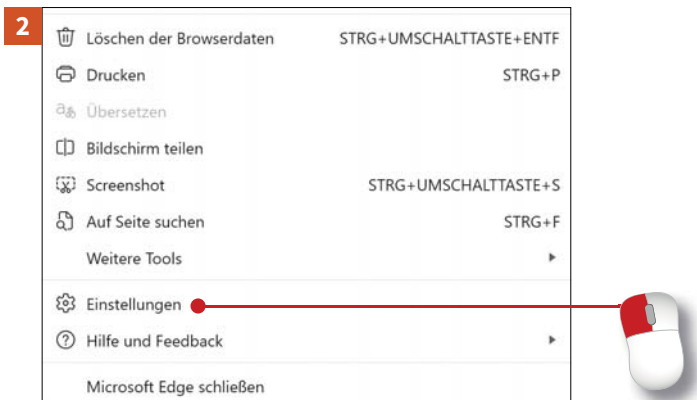 2
Löschen der Browserdaten STRG+UMSCHALTTASTE+ENTF
Drucken STRG+P
Übersetzen
Bildschirm teilen
Screenshot STRG+UMSCHALTTASTE+S
Auf Seite suchen STRG+F
Weitere Tools
Einstellungen
Hilfe und Feedback
Microsoft Edge schließen